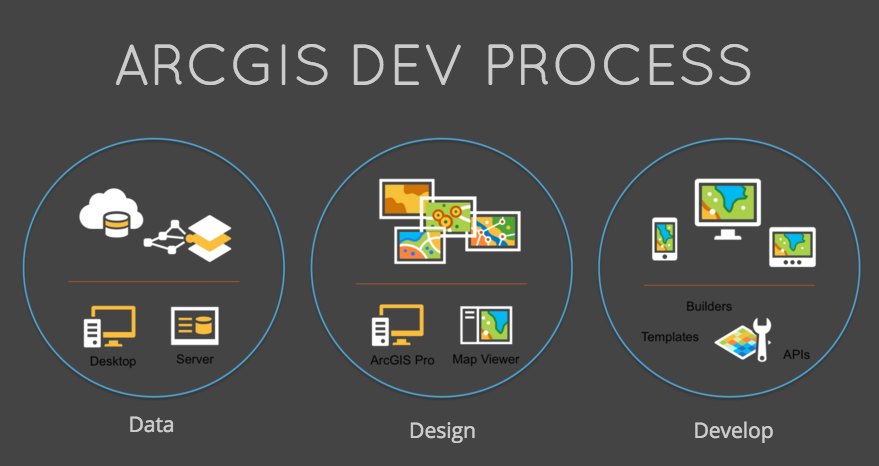 ARCGIS DEV PROCESS
Desktop
Server
Data
ArcGIS Pro
Map Viewer
Design
Builders
Templates
APIs
Develop